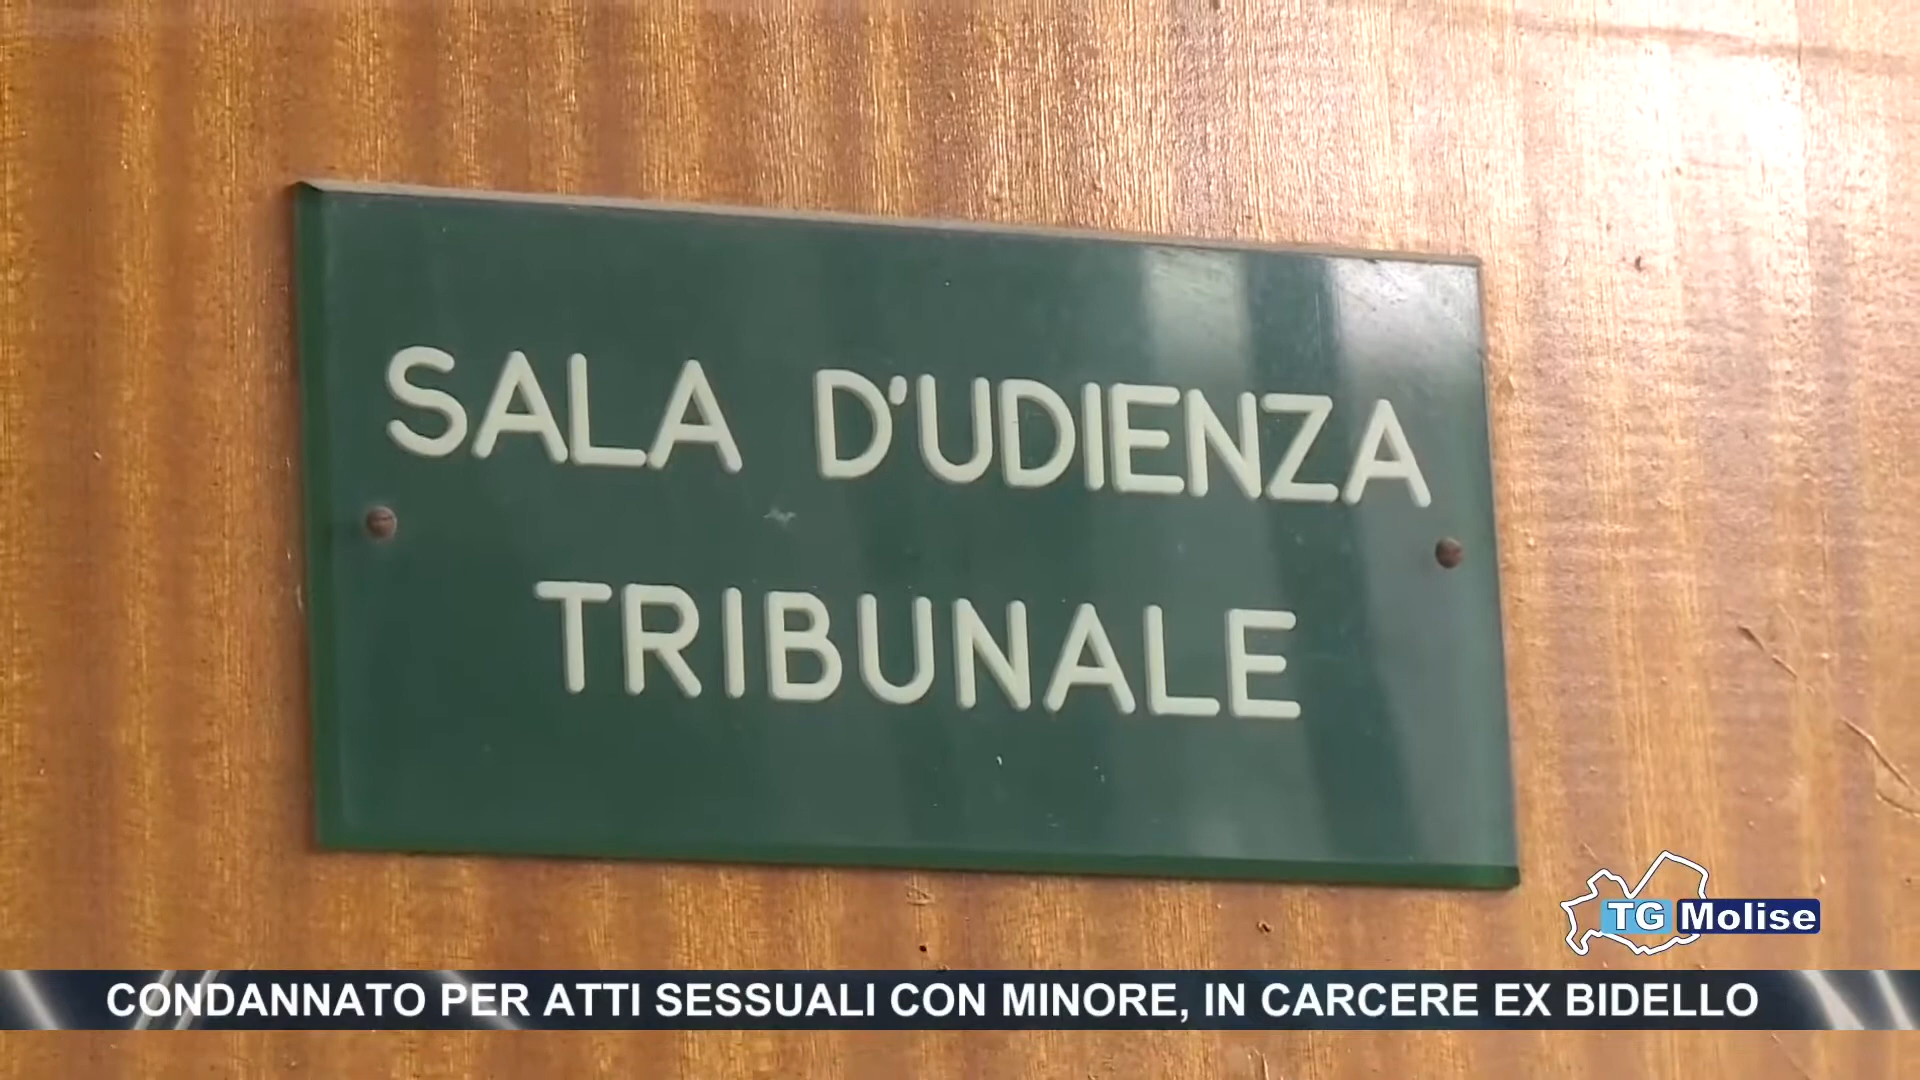 SALA D'UDIENZA
TRIBUNALE
TG Molise
CONDANNATO PER ATTI SESSUALI CON MINORE, IN CARCERE EX BIDELLO